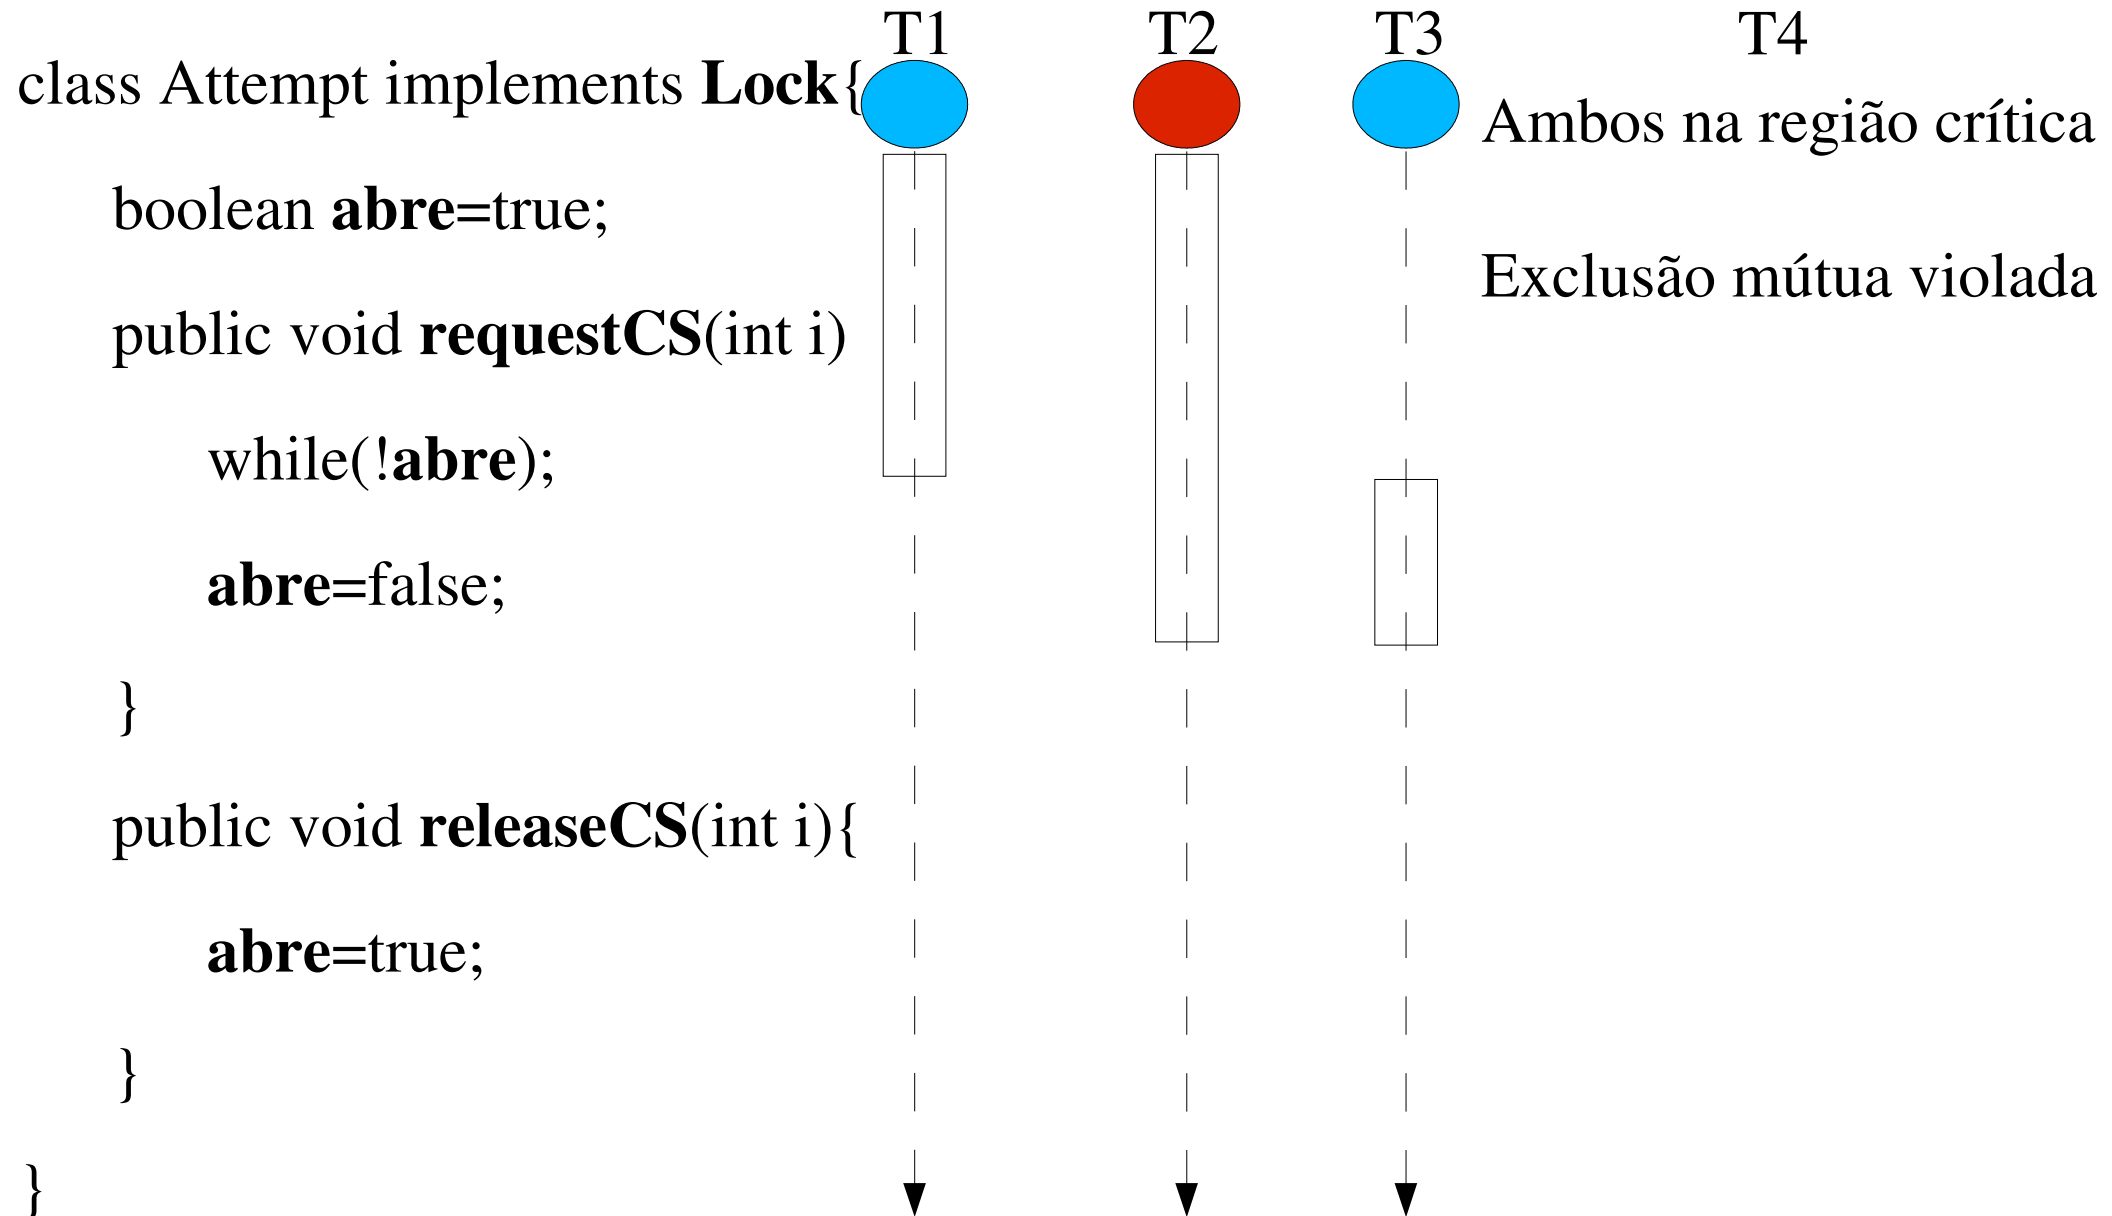 T1 T2 T3 T4
class Attempt implements Lock{
Ambos na região crítica
boolean abre=true;
Exclusão mútua violada
public void requestCS(int i)
while(!abre);
abre=false;
}
public void releaseCS(int i){
abre=true;
}
}